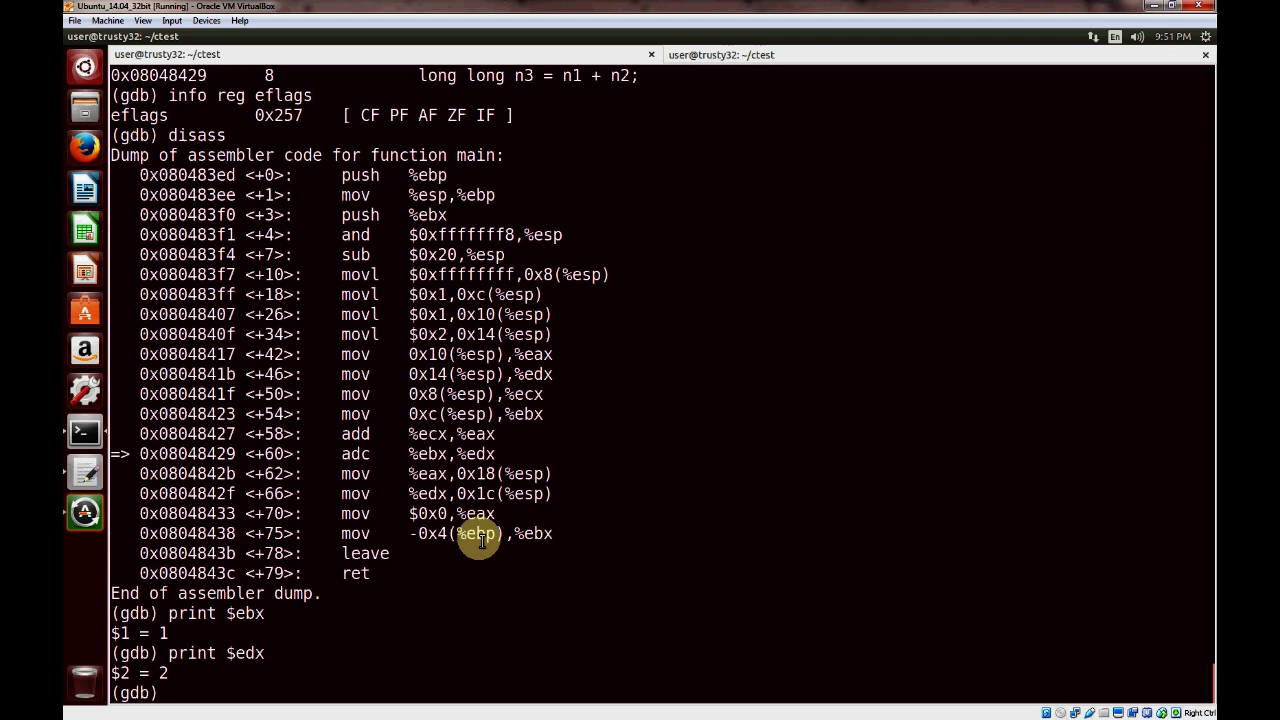 Ubuntu_14.04_32bit [Running] - Oracle VM VirtualBox
File Machine View Input Devices Help
user@trusty32: ~/ctest En 9:51 PM
user@trusty32: ~/ctest × user@trusty32: ~/ctest ×
0x08048429 8 long long n3 = n1 + n2;
(gdb) info reg eflags
eflags 0x257 [ CF PF AF ZF IF ]
(gdb) disass
Dump of assembler code for function main:
0x080483ed <+0>: push %ebp
0x080483ee <+1>: mov %esp,%ebp
0x080483f0 <+3>: push %ebx
0x080483f1 <+4>: and $0xfffffff8,%esp
0x080483f4 <+7>: sub $0x20,%esp
0x080483f7 <+10>: movl $0xffffffff,0x8(%esp)
0x080483ff <+18>: movl $0x1,0xc(%esp)
0x08048407 <+26>: movl $0x1,0x10(%esp)
0x0804840f <+34>: movl $0x2,0x14(%esp)
0x08048417 <+42>: mov 0x10(%esp),%eax
0x0804841b <+46>: mov 0x14(%esp),%edx
0x0804841f <+50>: mov 0x8(%esp),%ecx
0x08048423 <+54>: mov 0xc(%esp),%ebx
0x08048427 <+58>: add %ecx,%eax
=> 0x08048429 <+60>: adc %ebx,%edx
0x0804842b <+62>: mov %eax,0x18(%esp)
0x0804842f <+66>: mov %edx,0x1c(%esp)
0x08048433 <+70>: mov $0x0,%eax
0x08048438 <+75>: mov -0x4(%ebp),%ebx
0x0804843b <+78>: leave
0x0804843c <+79>: ret
End of assembler dump.
(gdb) print $ebx
$1 = 1
(gdb) print $edx
$2 = 2
(gdb)
Right Ctrl